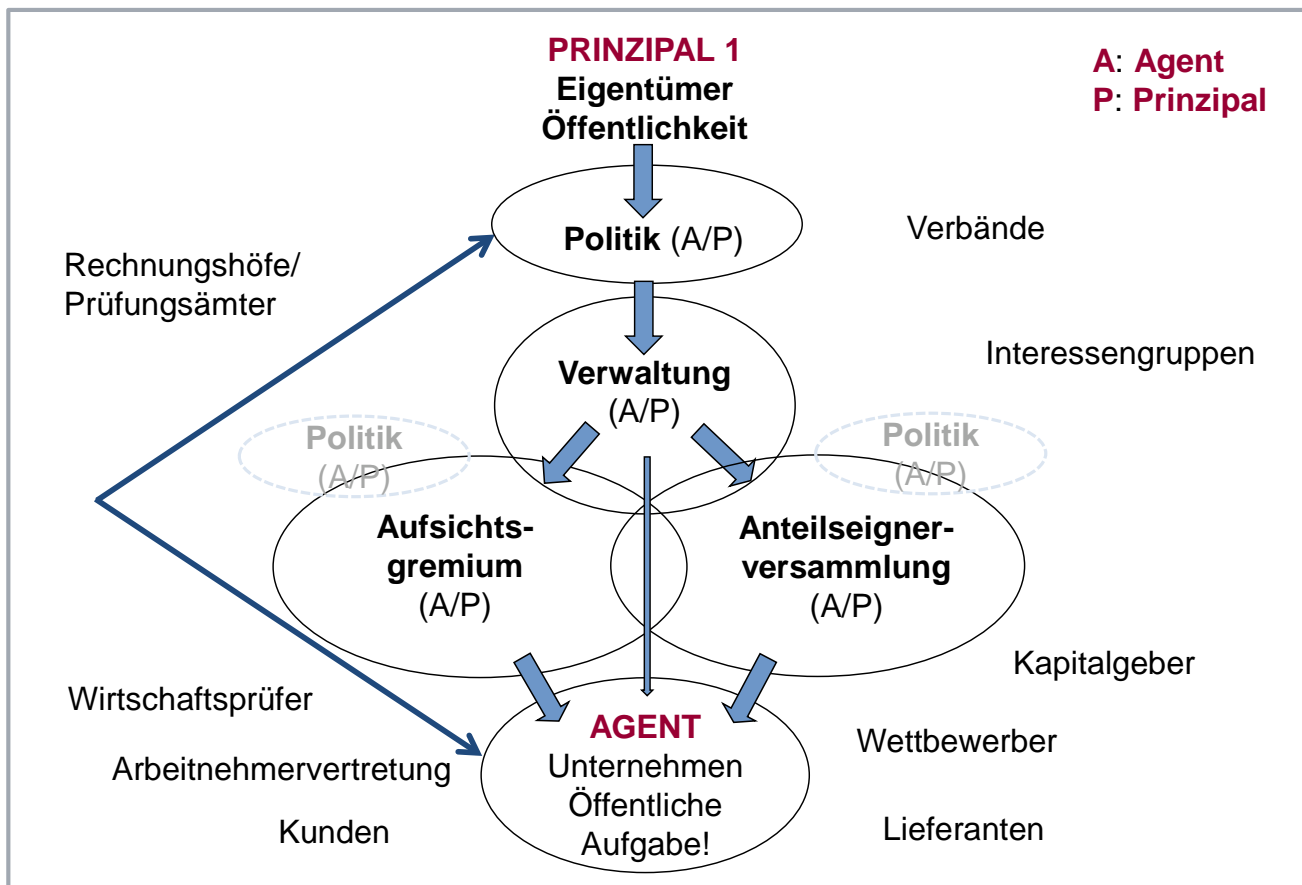 PRINZIPAL 1
Eigentümer
Öffentlichkeit
A: Agent
P: Prinzipal
Politik (A/P)
Verbände
Rechnungshöfe/
Prüfungsämter
Interessengruppen
Verwaltung
(A/P)
Politik
(A/P)
Politik
(A/P)
Aufsichts-
gremium
(A/P)
Anteilseigner-
versammlung
(A/P)
Kapitalgeber
Wirtschaftsprüfer
AGENT
Unternehmen
Öffentliche
Aufgabe!
Wettbewerber
Arbeitnehmervertretung
Kunden
Lieferanten